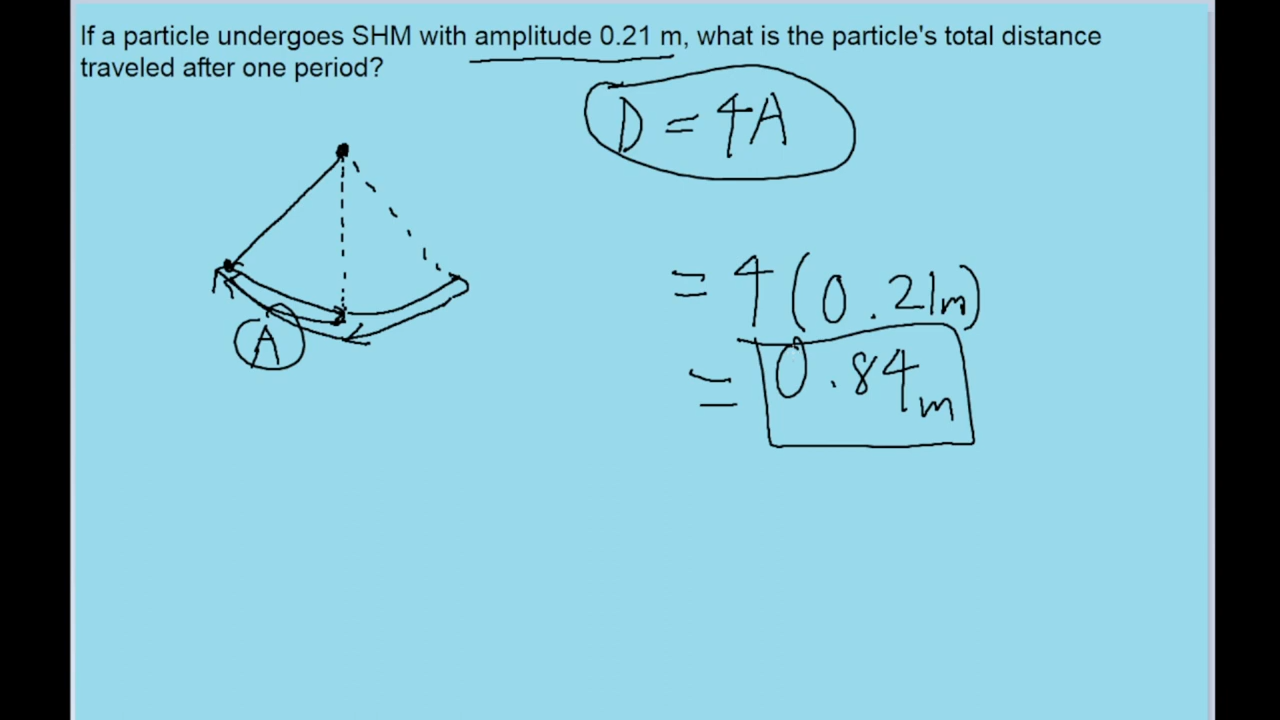 If a particle undergoes SHM with amplitude 0.21 m, what is the particle's total distance
traveled after one period?
D = 4A
A
= 4(0.21m)
= 0.84m